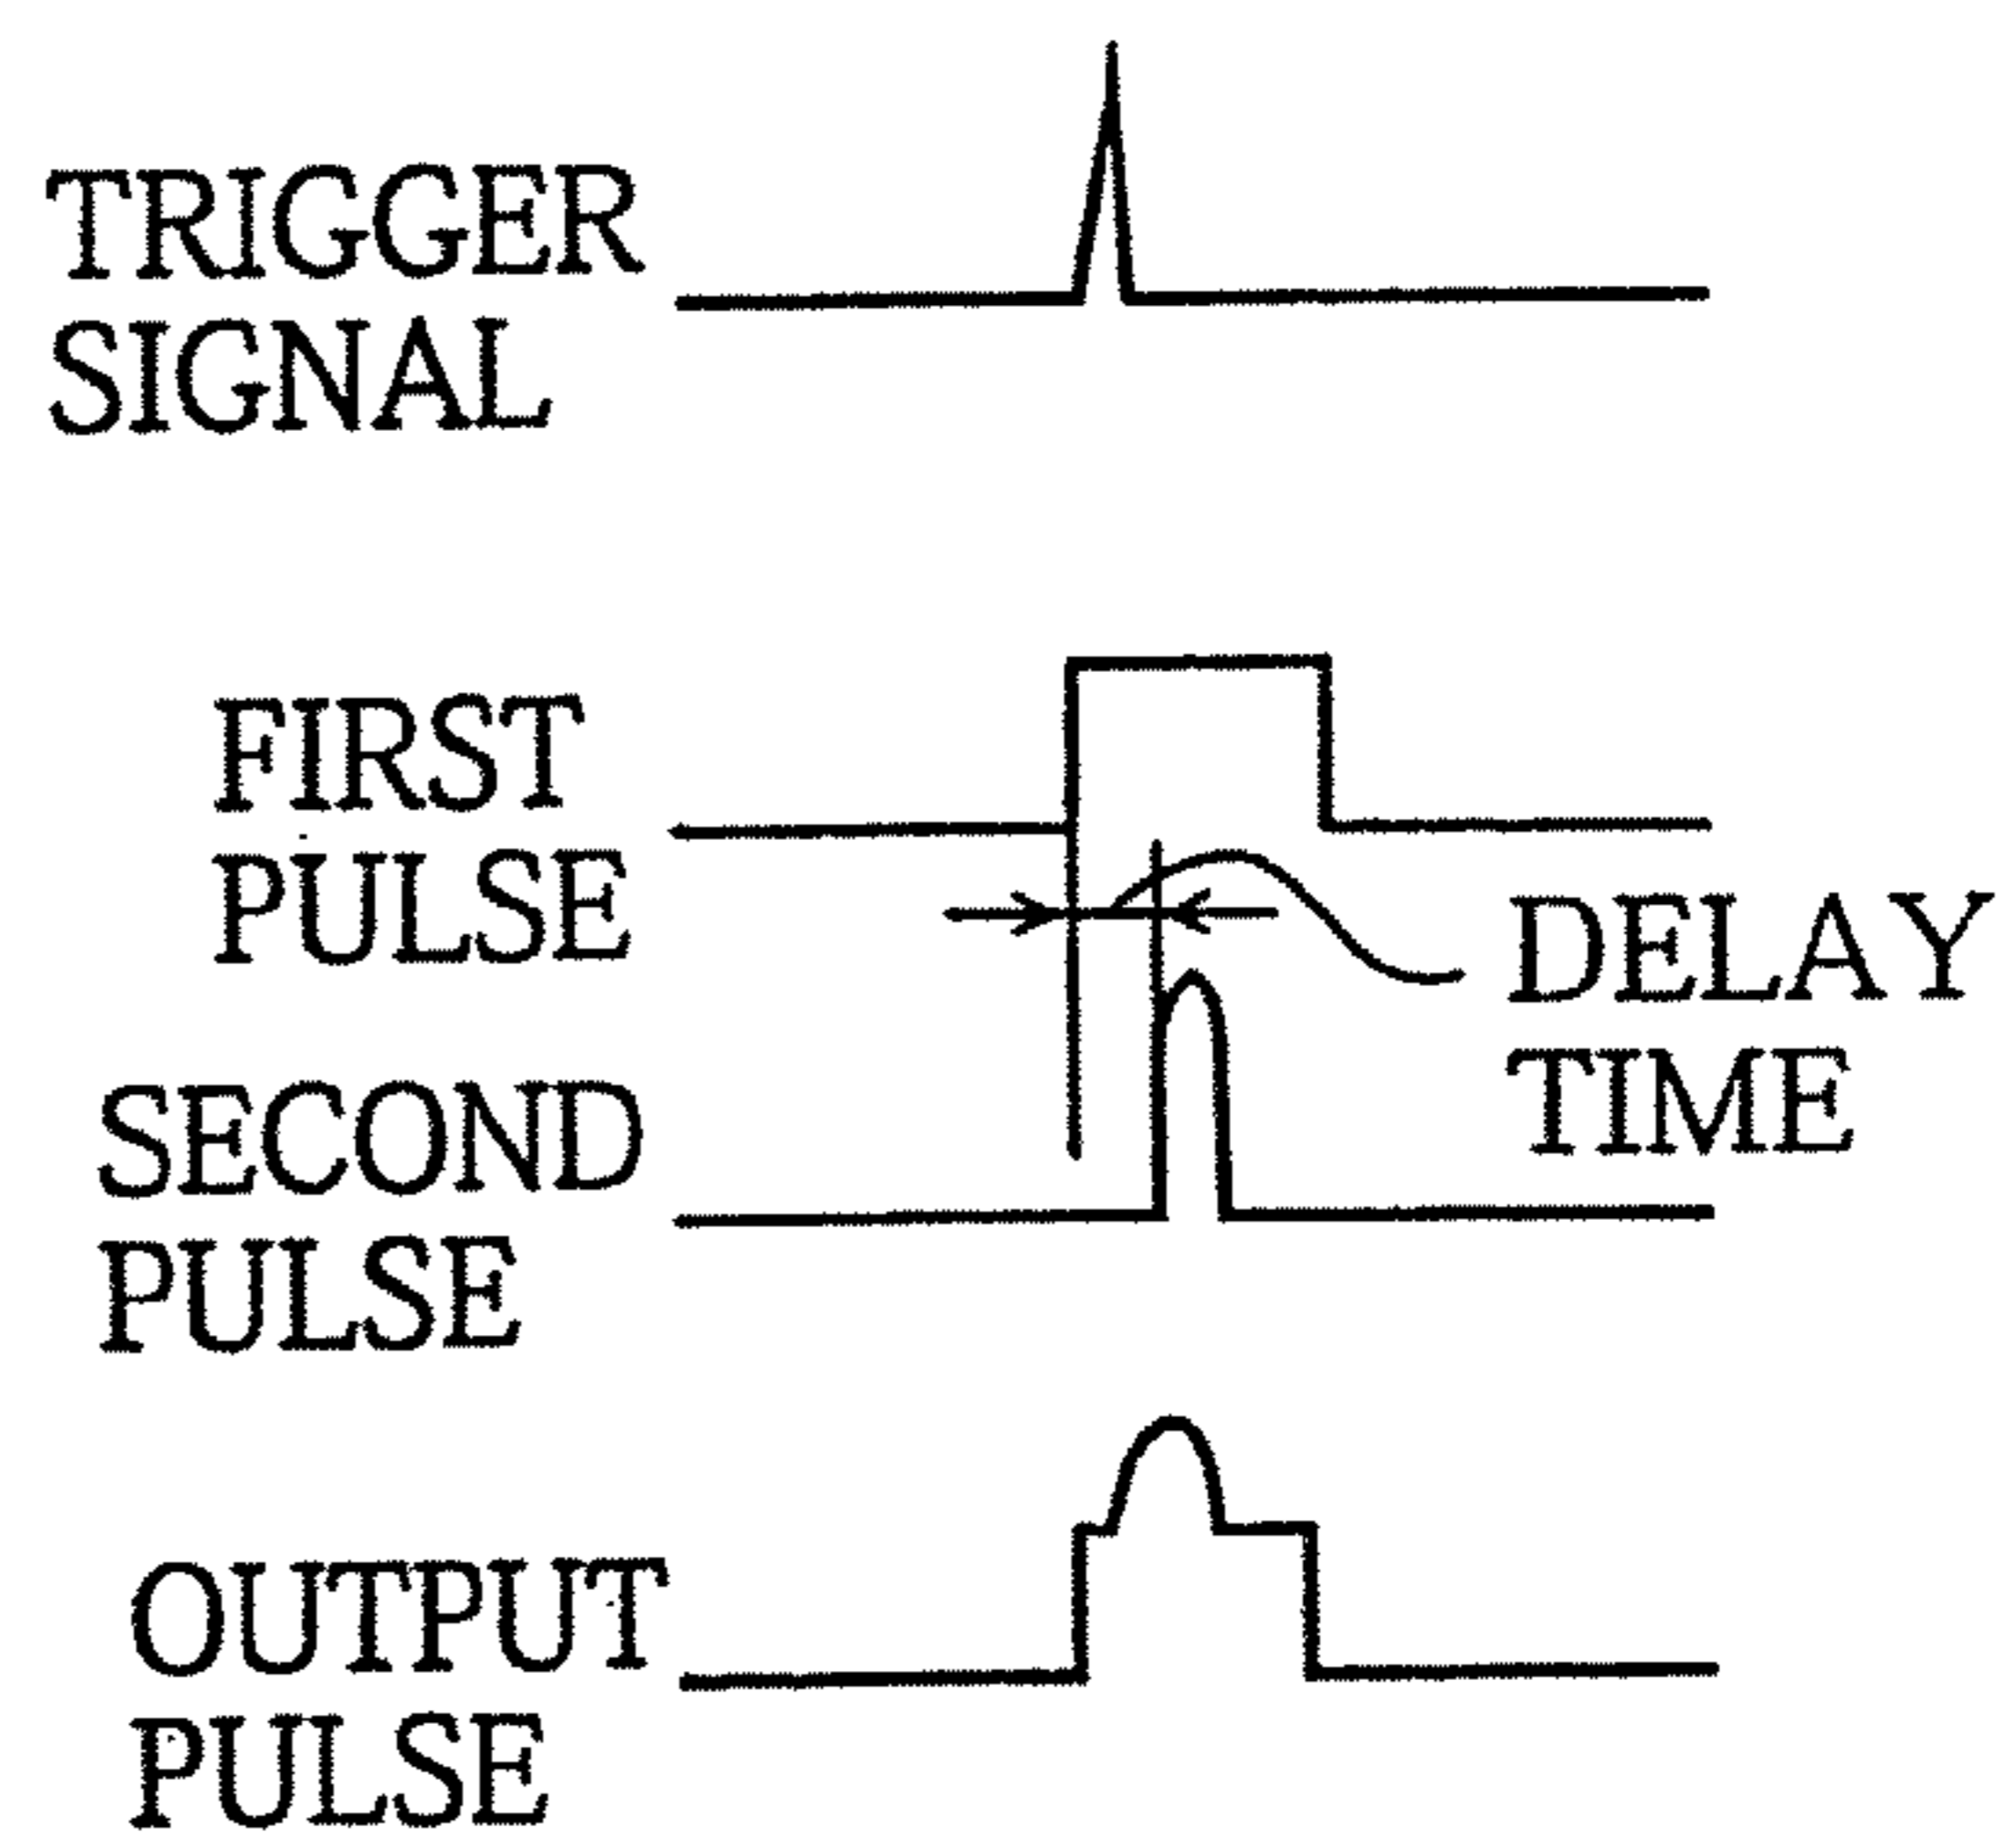 TRIGGER
SIGNAL
FIRST
PULSE
DELAY
TIME
SECOND
PULSE
OUTPUT
PULSE